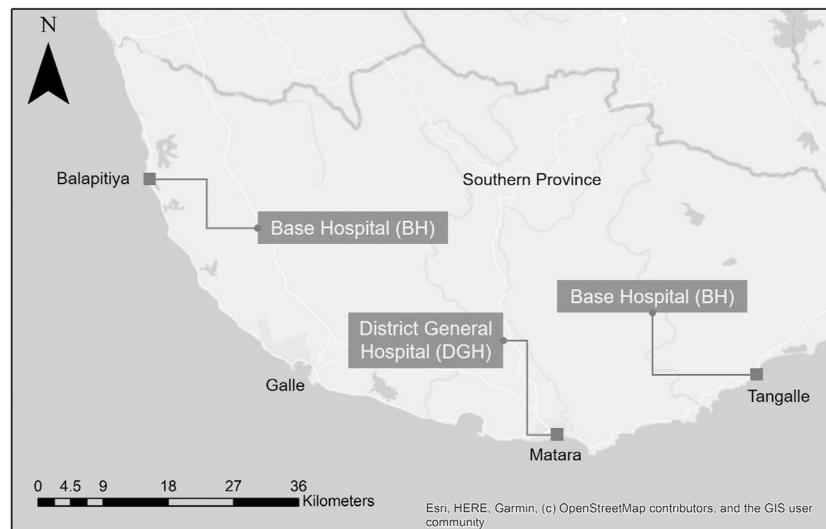 N
Balapitiya
Southern Province
Base Hospital (BH)
Base Hospital (BH)
District General
Hospital (DGH)
Galle
Tangalle
Matara
0 4.5 9 18 27 36
Kilometers
Esri, HERE, Garmin, (c) OpenStreetMap contributors, and the GIS user
community